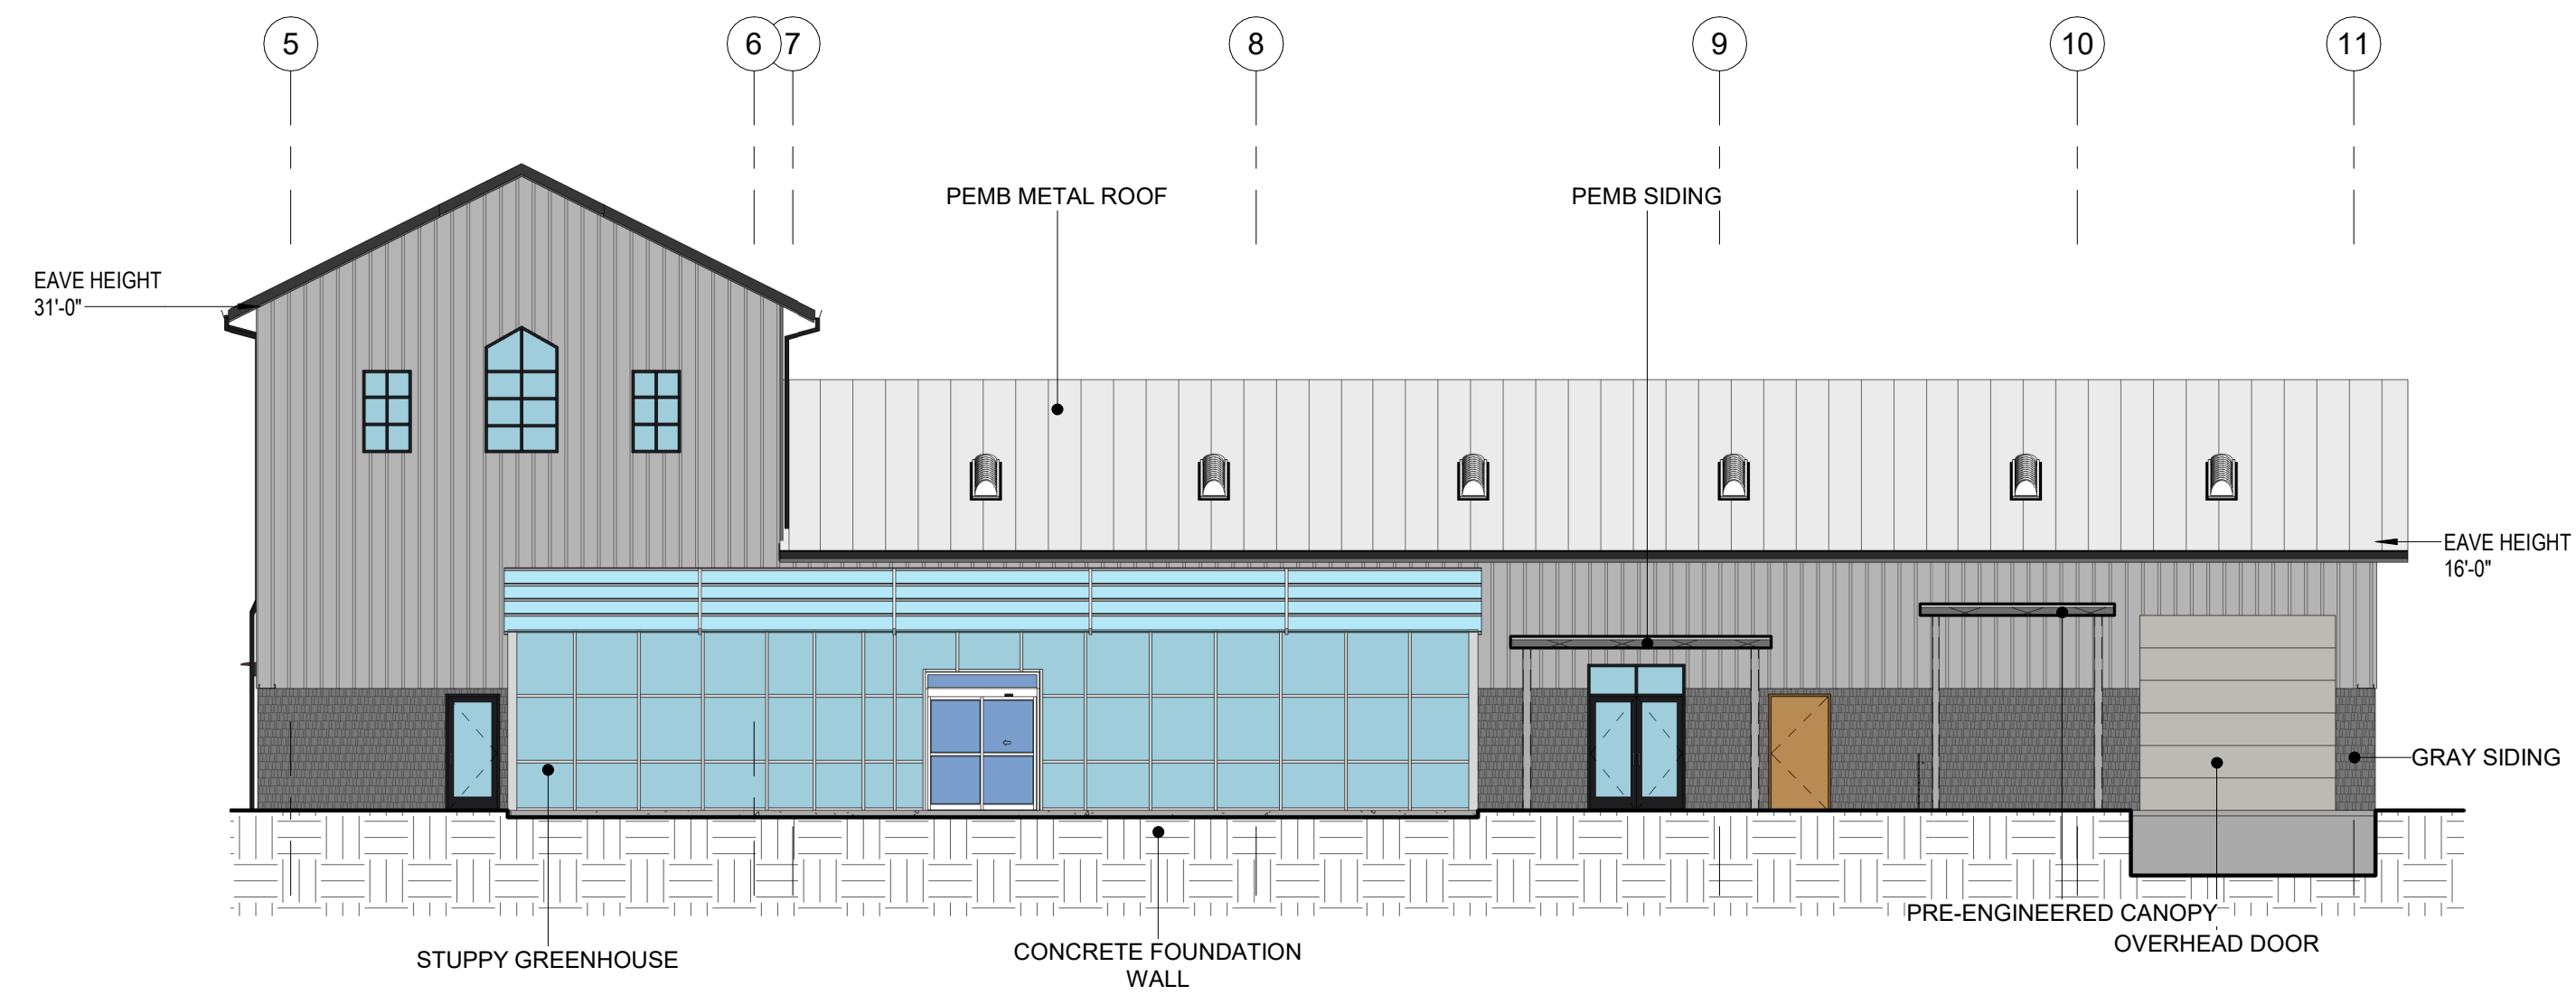 5
6
7
8
9
10
11
PEMB METAL ROOF
PEMB SIDING
EAVE HEIGHT
31'-0"
EAVE HEIGHT
16'-0"
GRAY SIDING
PRE-ENGINEERED CANOPY
OVERHEAD DOOR
STUPPY GREENHOUSE
CONCRETE FOUNDATION
WALL